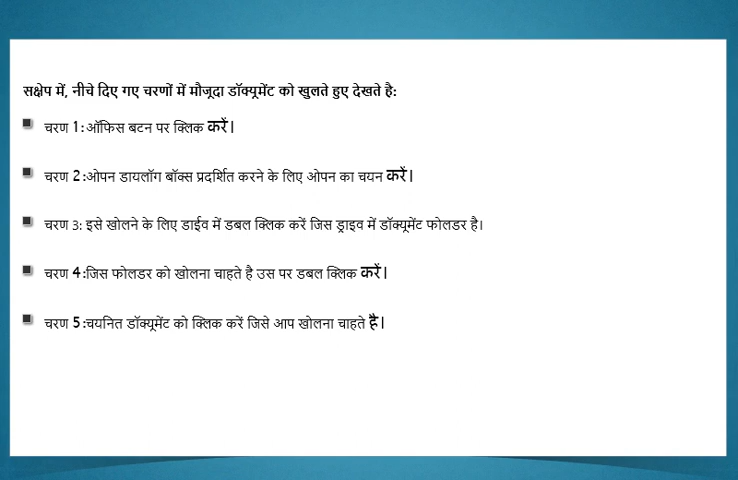 सक्षेप में, नीचे दिए गए चरणों में मौजूदा डॉक्यूमेंट को खुलते हुए देखते है:
चरण 1:ऑफिस बटन पर क्लिक करें।
चरण 2:ओपन डायलॉग बॉक्स प्रदर्शित करने के लिए ओपन का चयन करें।
चरण 3: इसे खोलने के लिए डाईव में डबल क्लिक करें जिस ड्राइव में डॉक्यूमेंट फोलडर है।
चरण 4:जिस फोलडर को खोलना चाहते है उस पर डबल क्लिक करें।
चरण 5:चयनित डॉक्यूमेंट को क्लिक करें जिसे आप खोलना चाहते है।